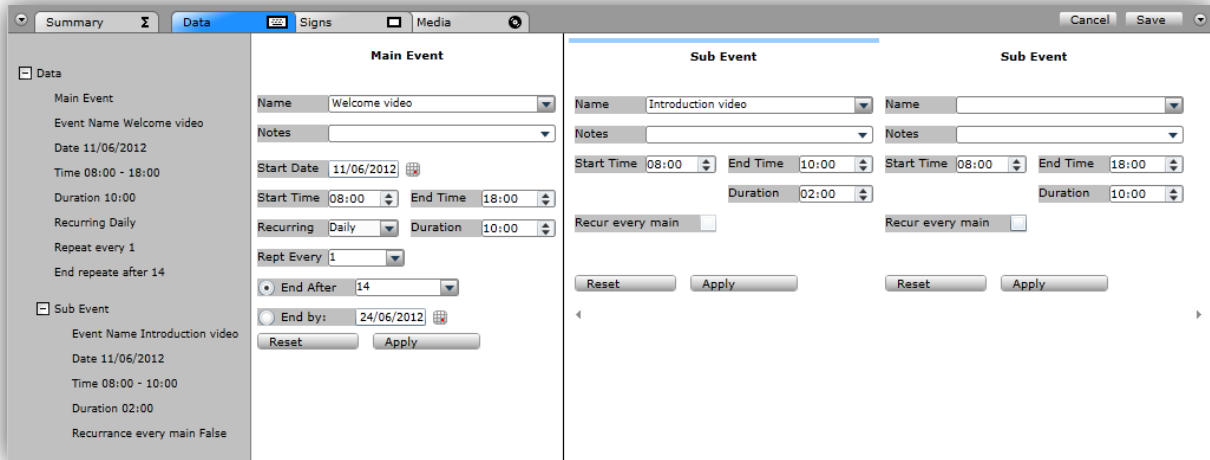 Summary Σ Data Signs Media Cancel Save
Data
Main Event
Event Name Welcome video
Date 11/06/2012
Time 08:00 - 18:00
Duration 10:00
Recurring Daily
Repeat every 1
End repeate after 14
Sub Event
Event Name Introduction video
Date 11/06/2012
Time 08:00 - 10:00
Duration 02:00
Recurrance every main False
Main Event
Name Welcome video
Notes
Start Date 11/06/2012
Start Time 08:00 End Time 18:00
Recurring Daily Duration 10:00
Rept Every 1
End After 14
End by: 24/06/2012
Reset Apply
Sub Event
Name Introduction video
Notes
Start Time 08:00 End Time 10:00
Duration 02:00
Recur every main
Reset Apply
Sub Event
Name
Notes
Start Time 08:00 End Time 18:00
Duration 10:00
Recur every main
Reset Apply